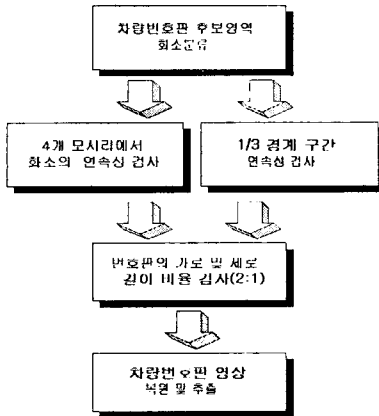 차량번호판 후보영역
화소분류
4개 모서리에서
화소의 연속성 검사
1/3 경계 구간
연속성 검사
번호판의 가로 및 세로
길이 비율 검사(2:1)
차량번호판 영상
복원 및 추출